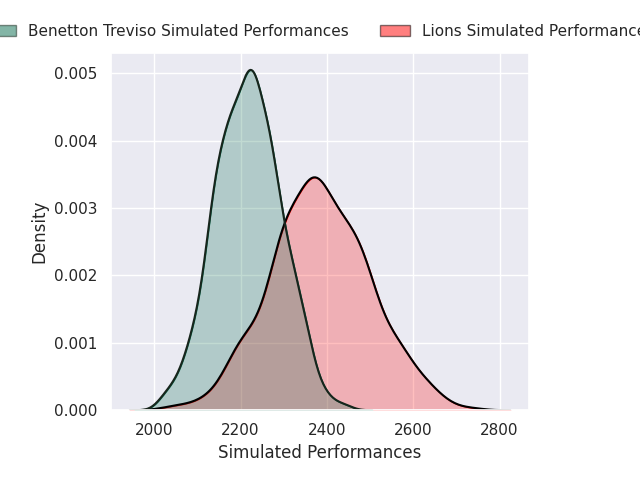 Benetton Treviso Simulated Performances
Lions Simulated Performance
0.005
0.004
0.003
0.002
0.001
0.000
Density
2000 2200 2400 2600 2800
Simulated Performances